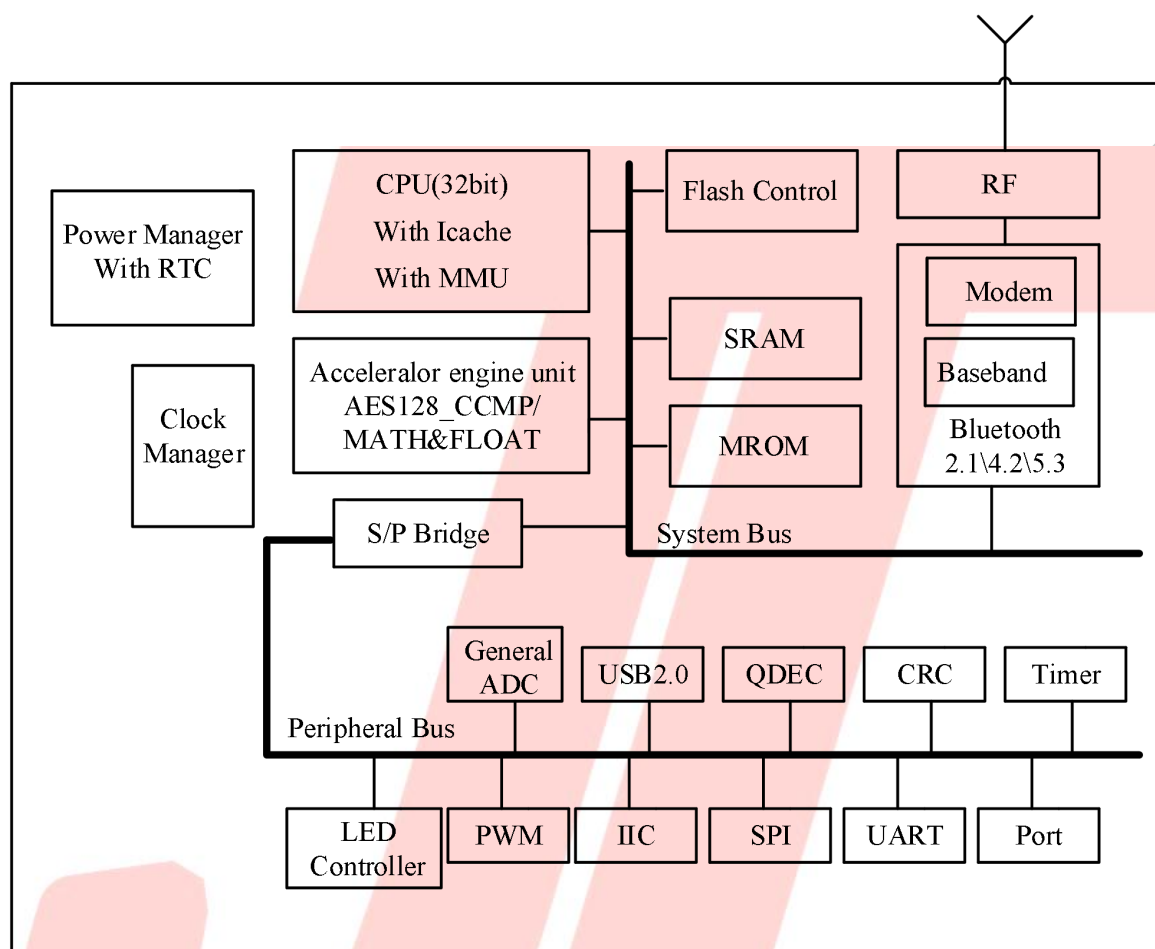 CPU(32bit)
With Icache
With MMU
Flash Control
RF
Power Manager
With RTC
Modem
SRAM
Acceleralor engine unit
AES128_CCMP/
MATH&FLOAT
Baseband
Clock
Manager
MROM
Bluetooth
2.1\4.2\5.3
S/P Bridge
System Bus
General
ADC
USB2.0
QDEC
CRC
Timer
Peripheral Bus
LED
Controller
PWM
IIC
SPI
UART
Port